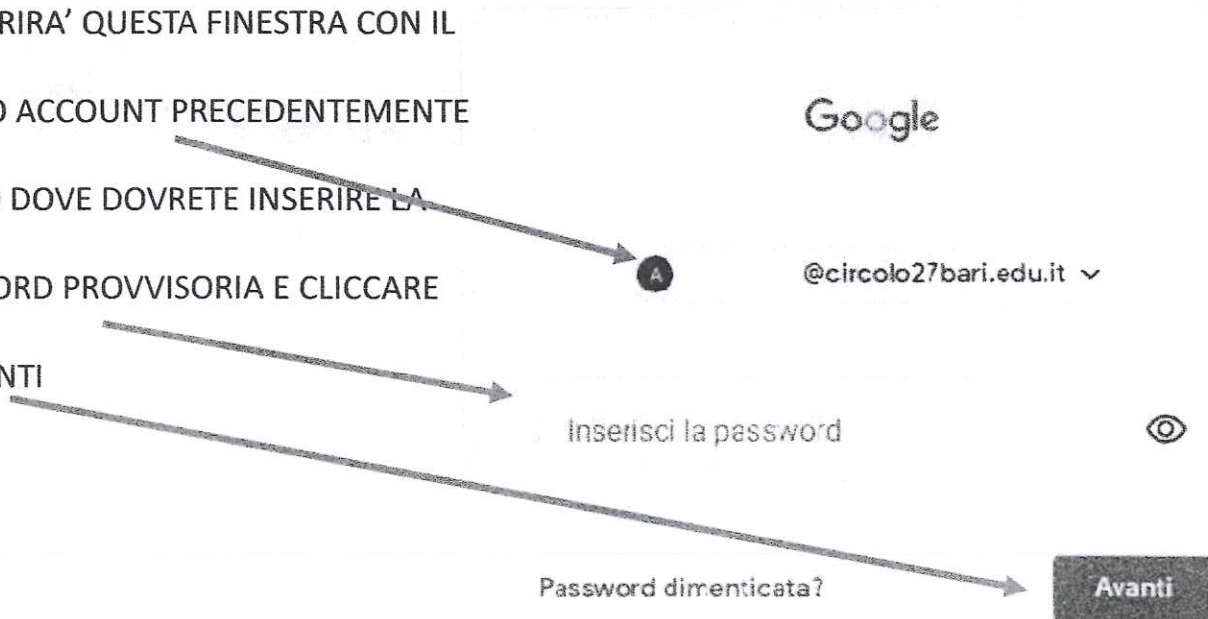 RIRA' QUESTA FINESTRA CON IL
O ACCOUNT PRECEDENTEMENTE
DOVE DOVRETE INSERIRE LA
ORD PROVVISORIA E CLICCARE
NTI
Google
A
@circolo27bari.edu.it
Inserisci la password
Password dimenticata?
Avanti